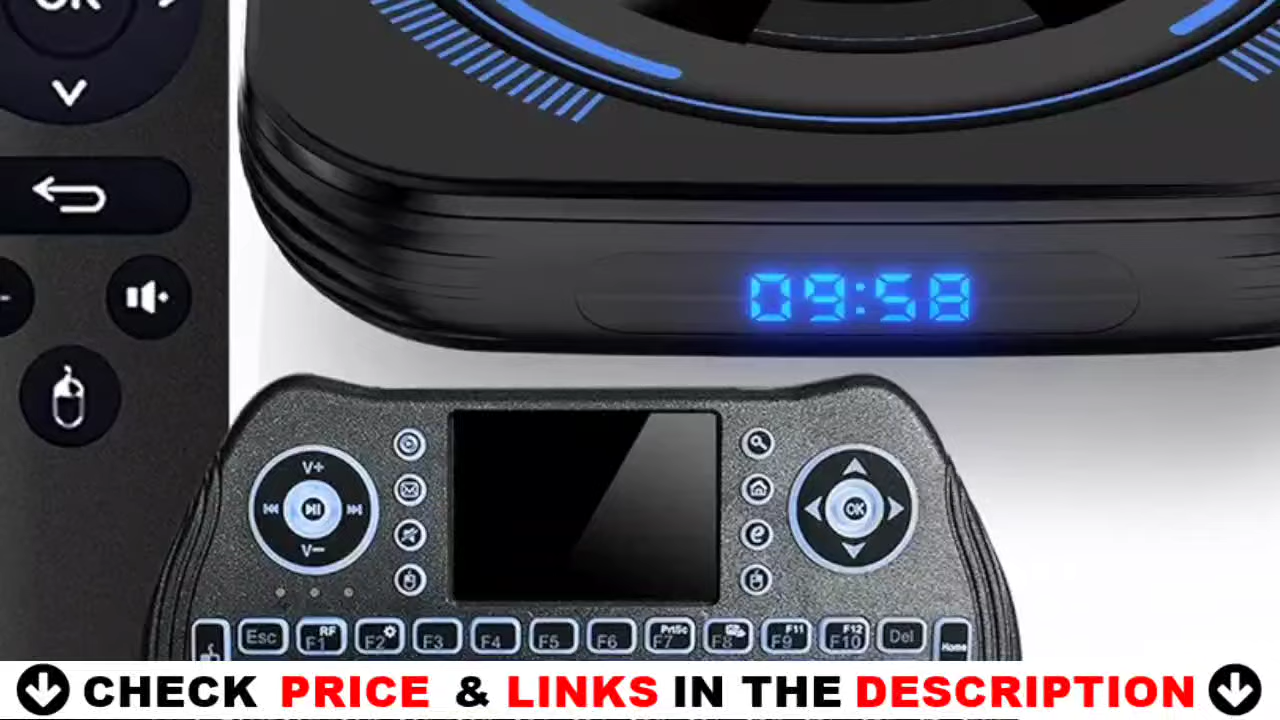 OK
09:58
V+
OK
V−
Esc RF F1 F2 F3 F4 F5 F6 PrtSc F7 F8 F11 F9 F12 F10 Del
Home
CHECK PRICE & LINKS IN THE DESCRIPTION